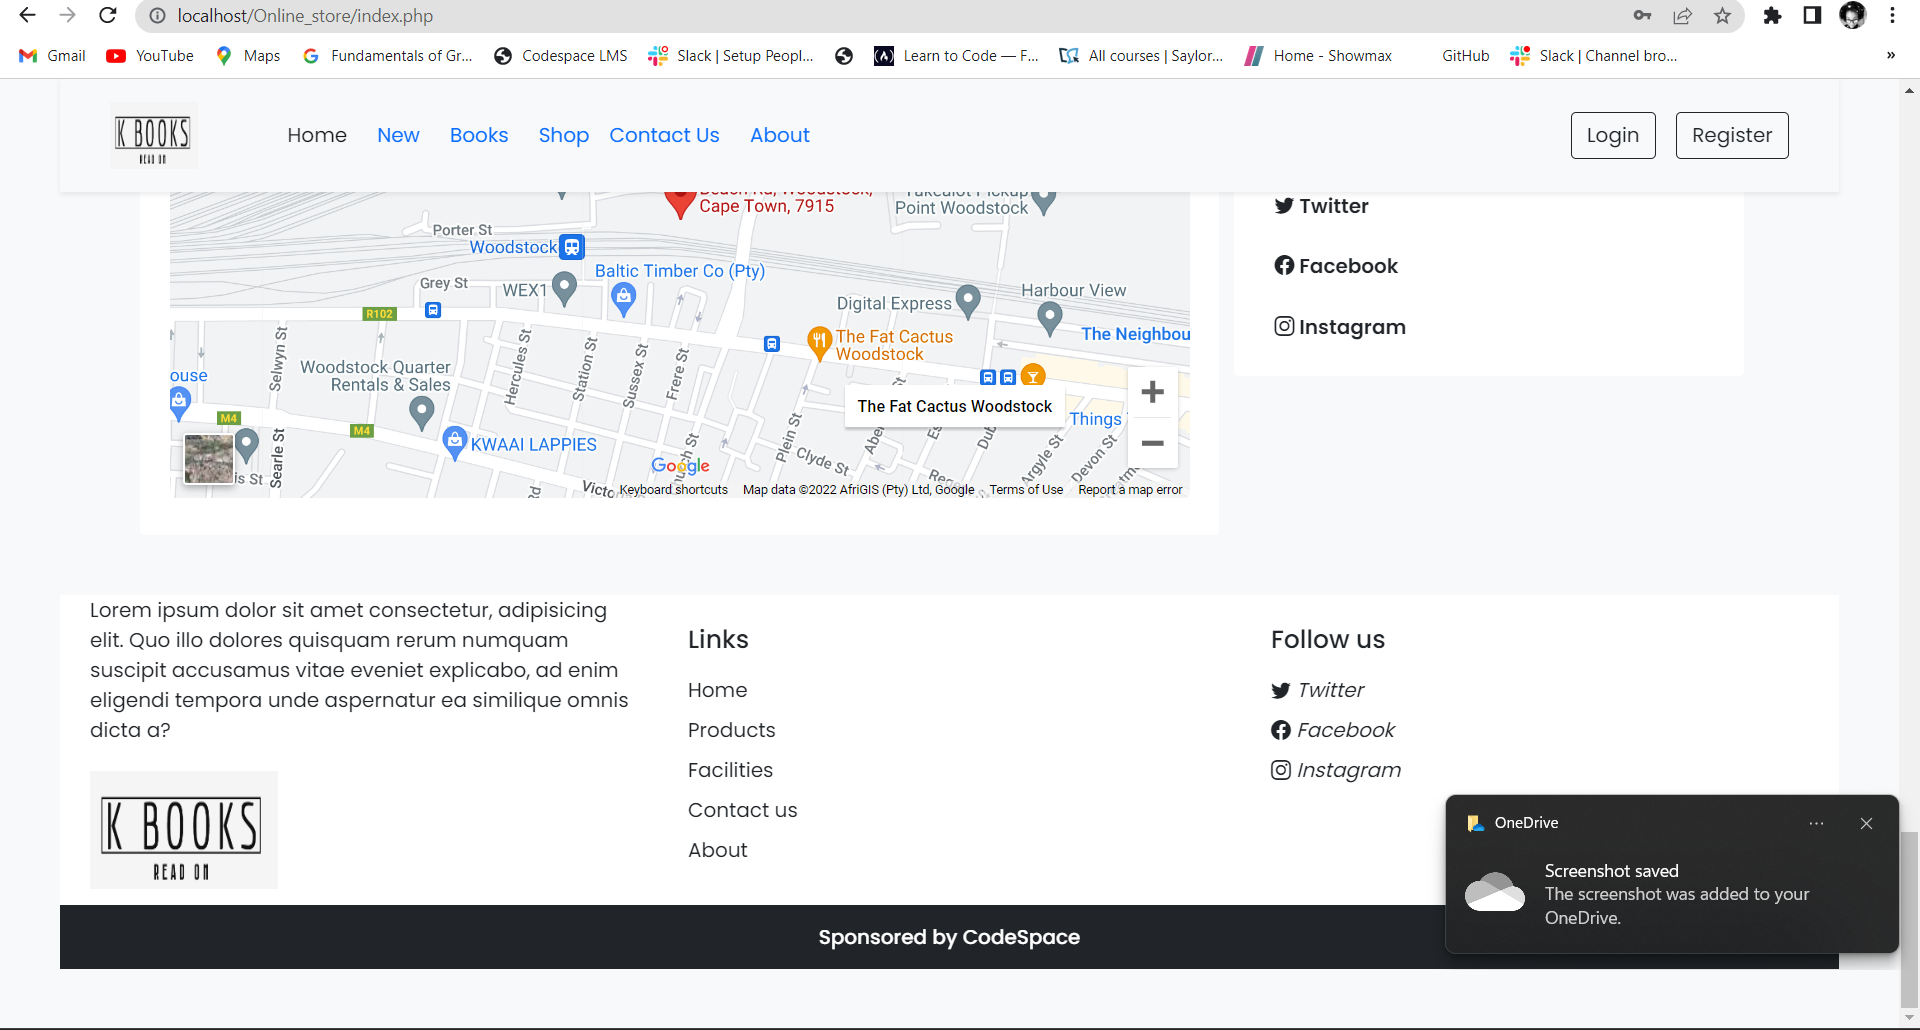 localhost/Online_store/index.php
Gmail
YouTube
Maps
Fundamentals of Gr...
Codespace LMS
Slack | Setup Peopl...
Learn to Code — F...
All courses | Saylor...
Home - Showmax
GitHub
Slack | Channel bro...
»
K BOOKS
READ ON
Home
New
Books
Shop
Contact Us
About
Login
Register
Beach Rd, Woodstock,
Cape Town, 7915
Takealot Pickup
Point Woodstock
Porter St
Woodstock
Baltic Timber Co (Pty)
Grey St
WEX1
Harbour View
Digital Express
R102
The Neighbou
The Fat Cactus
Woodstock
Selwyn St
Hercules St
Station St
Sussex St
Frere St
Woodstock Quarter
Rentals & Sales
ouse
M4
M4
The Fat Cactus Woodstock
Things
KWAAI LAPPIES
Searle St
is St
Plein St
Clyde St
Argyle St
Devon St
Google
Keyboard shortcuts
Map data ©2022 AfriGIS (Pty) Ltd, Google
Terms of Use
Report a map error
Twitter
Facebook
Instagram
Lorem ipsum dolor sit amet consectetur, adipisicing
elit. Quo illo dolores quisquam rerum numquam
suscipit accusamus vitae eveniet explicabo, ad enim
eligendi tempora unde aspernatur ea similique omnis
dicta a?
K BOOKS
READ ON
Links
Home
Products
Facilities
Contact us
About
Follow us
Twitter
Facebook
Instagram
OneDrive
Screenshot saved
The screenshot was added to your
OneDrive.
Sponsored by CodeSpace